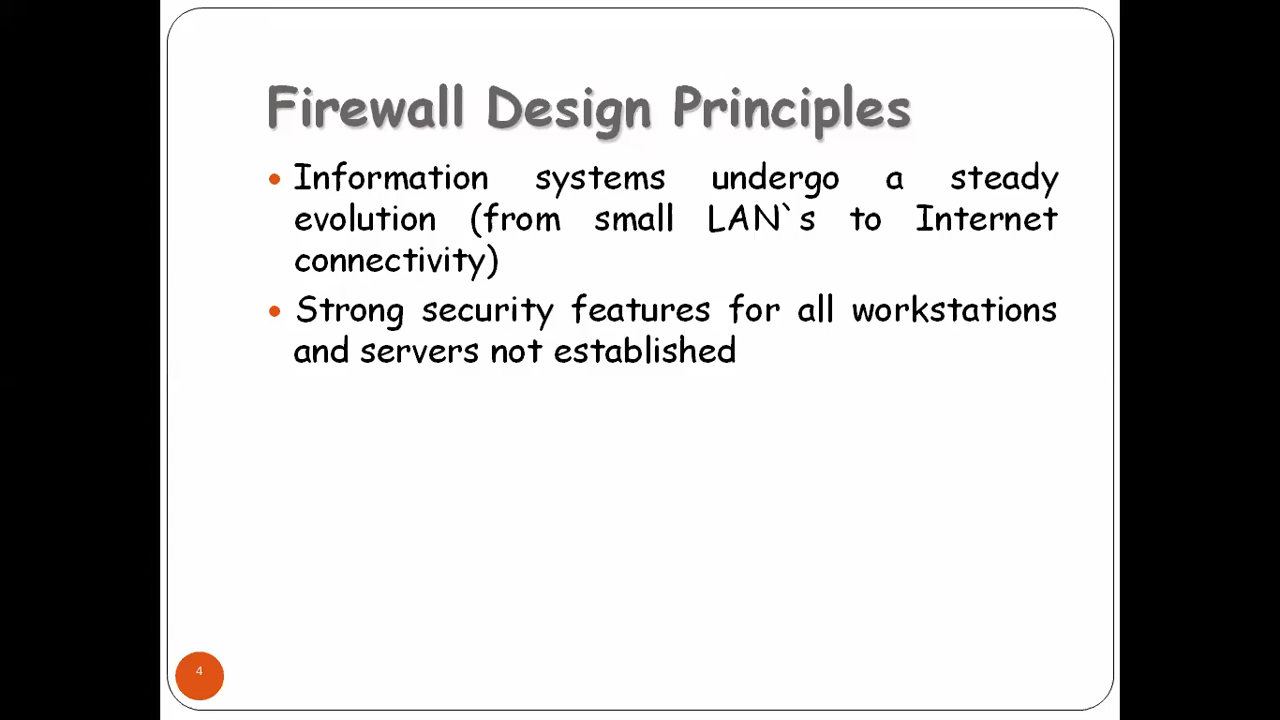 Firewall Design Principles
• Information systems undergo a steady
evolution (from small LAN`s to Internet
connectivity)
• Strong security features for all workstations
and servers not established
4